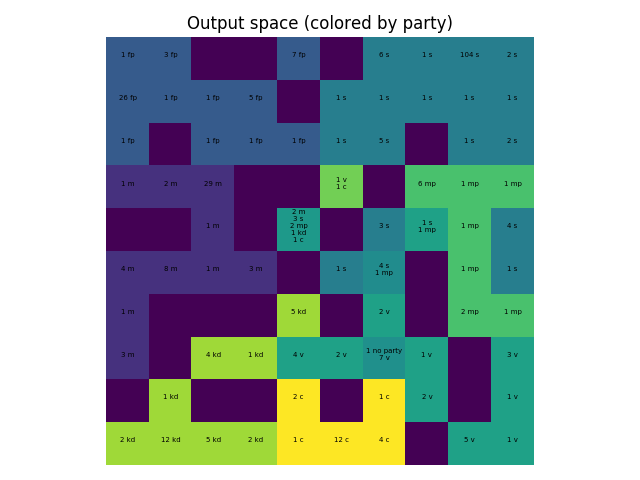 Output space (colored by party)
1 fp 3 fp 7 fp 6 s 1 s 104 s 2 s
26 fp 1 fp 1 fp 5 fp 1 s 1 s 1 s 1 s 1 s
1 fp 1 fp 1 fp 1 fp 1 s 5 s 1 s 2 s
1 m 2 m 29 m 1 v 6 mp 1 mp 1 mp
1 c
1 m 2 m 3 s 1 s 1 mp 4 s
3 s 1 mp
2 mp
1 kd
1 c
4 m 8 m 1 m 3 m 1 s 4 s 1 mp 1 s
1 mp
1 m 5 kd 2 v 2 mp 1 mp
3 m 4 kd 1 kd 4 v 2 v 1 no party 1 v 3 v
7 v
1 kd 2 c 1 c 2 v 1 v
2 kd 12 kd 5 kd 2 kd 1 c 12 c 4 c 5 v 1 v